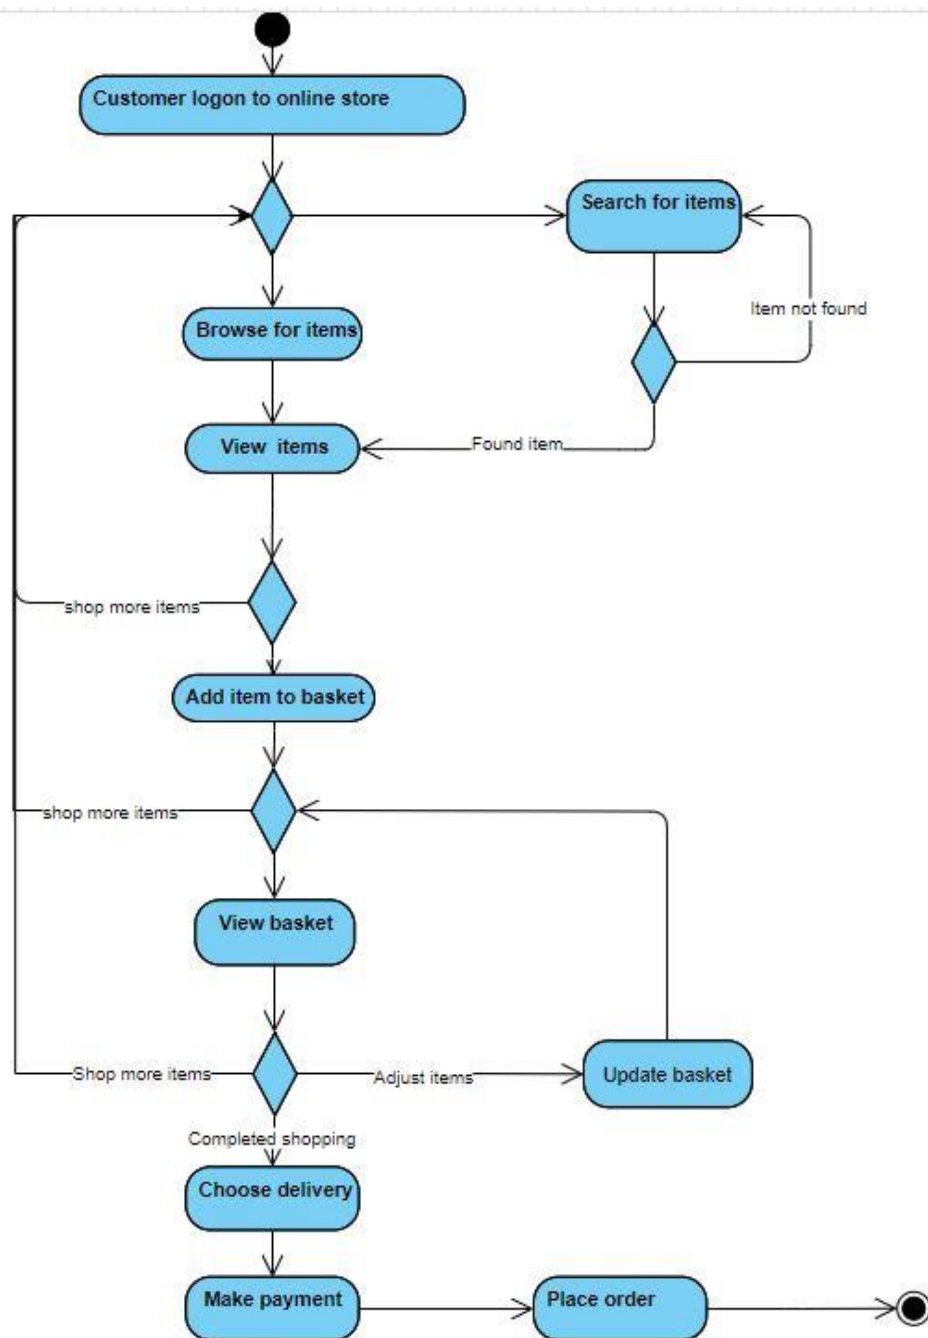 Customer logon to online store
Search for items
Item not found
Browse for items
View  items
Found item
shop more items
Add item to basket
shop more items
View basket
Shop more items
Adjust items
Update basket
Completed shopping
Choose delivery
Make payment
Place order